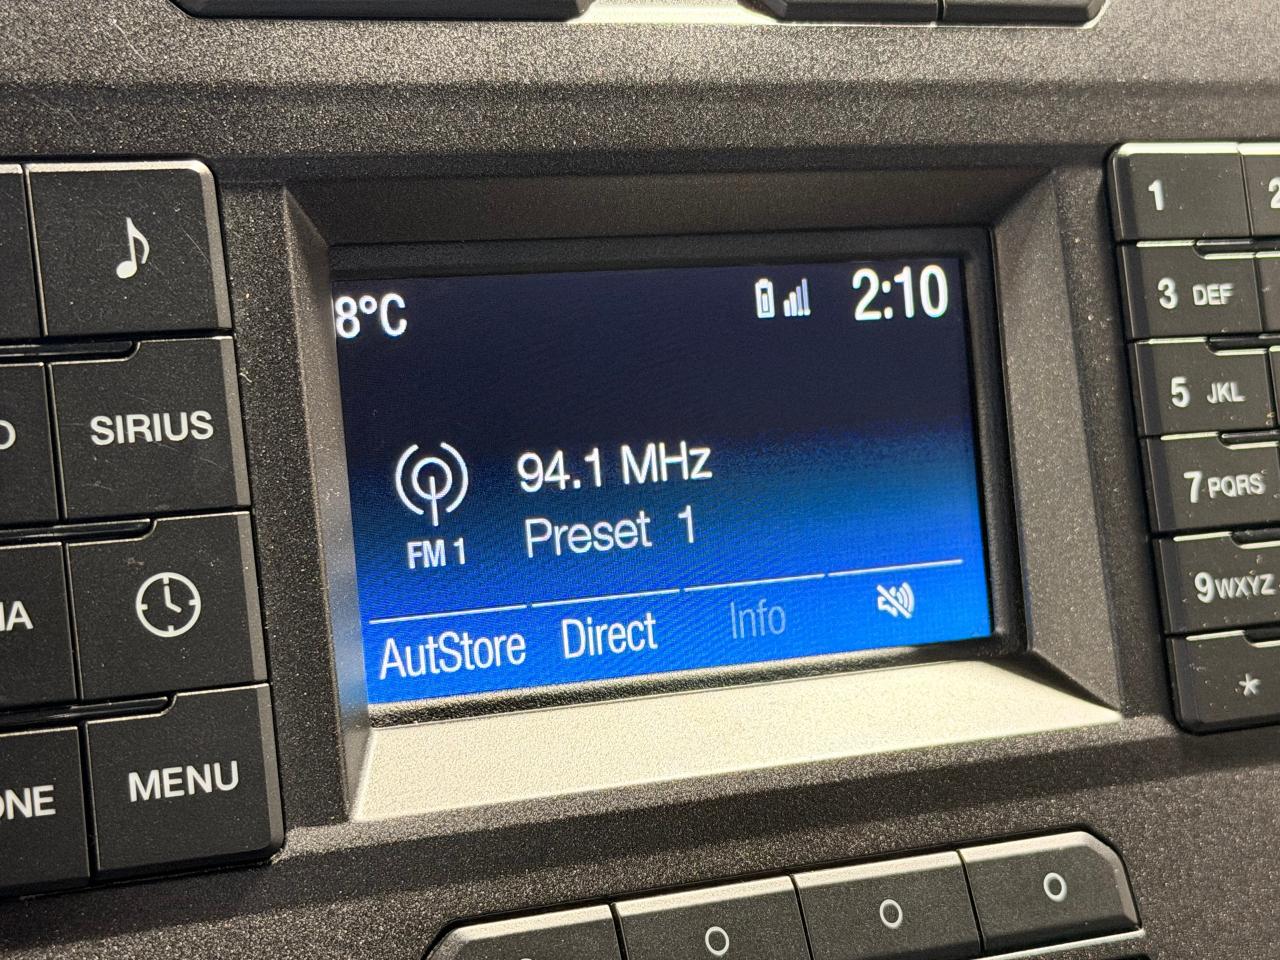 8°C
2:10
94.1 MHz
Preset 1
FM 1
AutStore Direct Info
SIRIUS
MENU
1
3 DEF
5 JKL
7 PQRS
9 WXYZ
*